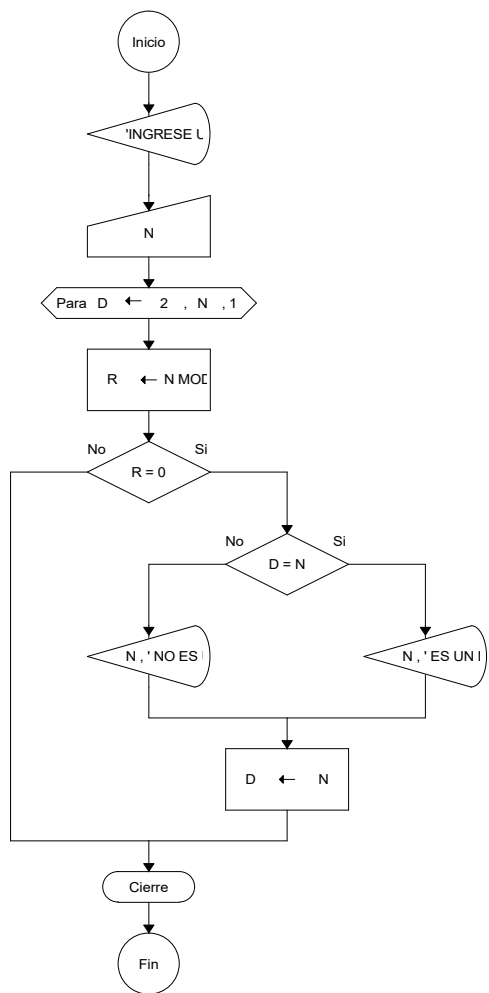 Inicio
'INGRESE U
N
Para D ← 2 , N , 1
R ← N MOD
No
Si
R = 0
No
Si
D = N
N , ' NO ES
N , ' ES UN
D ← N
Cierre
Fin